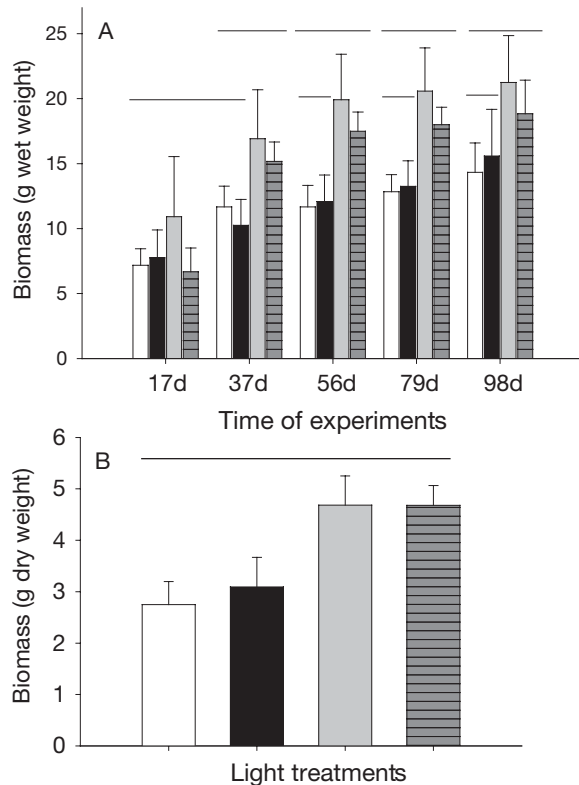 A
Biomass (g wet weight)
25
20
15
10
5
0
17d 37d 56d 79d 98d
Time of experiments
B
Biomass (g dry weight)
6
5
4
3
2
1
0
Light treatments